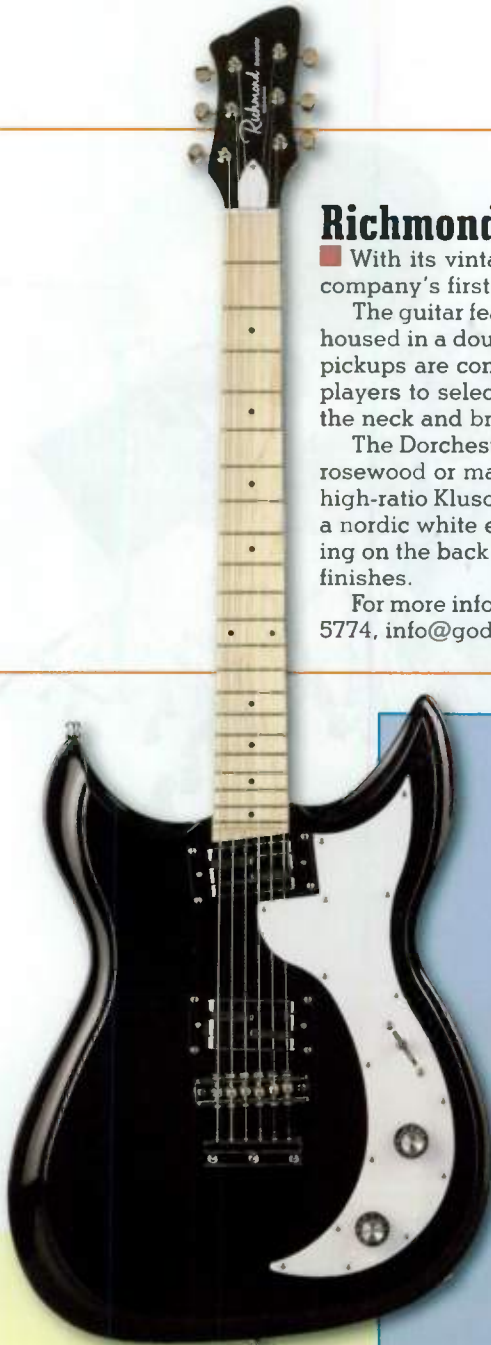 Richmond
Richmond
With its vinta
company's first
The guitar fea
housed in a dou
pickups are con
players to selec
the neck and br
The Dorchest
rosewood or ma
high-ratio Klusc
a nordic white e
ing on the back
finishes.
For more info
5774, info@god